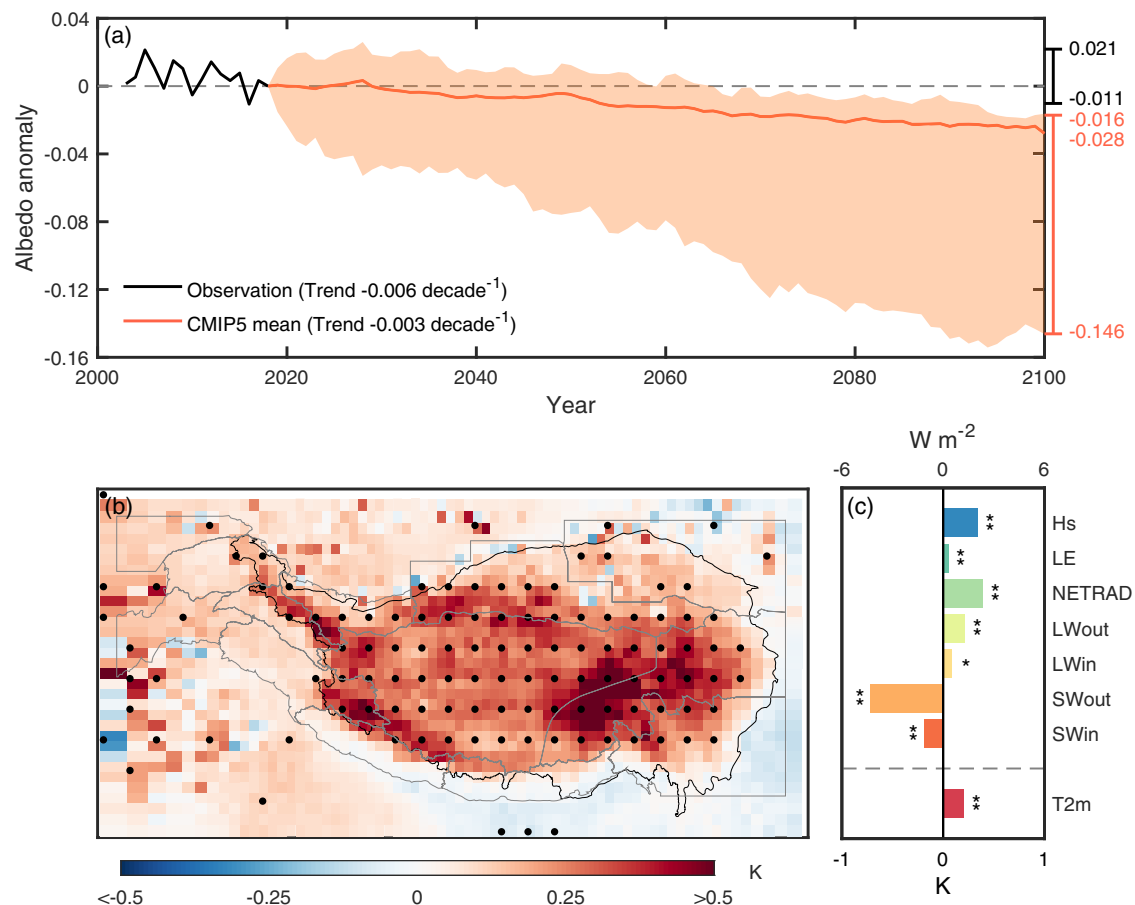 (a)
0.04
0
-0.04
-0.08
-0.12
-0.16
Albedo anomaly
Observation (Trend -0.006 decade⁻¹)
CMIP5 mean (Trend -0.003 decade⁻¹)
0.021
-0.011
-0.016
-0.028
-0.146
2000 2020 2040 2060 2080 2100
Year
(b)
K
<-0.5 -0.25 0 0.25 >0.5
W m⁻²
-6 0 6
(c)
** Hs
** LE
** NETRAD
** LWout
* LWin
** SWout
** SWin
** T2m
-1 0 1
K